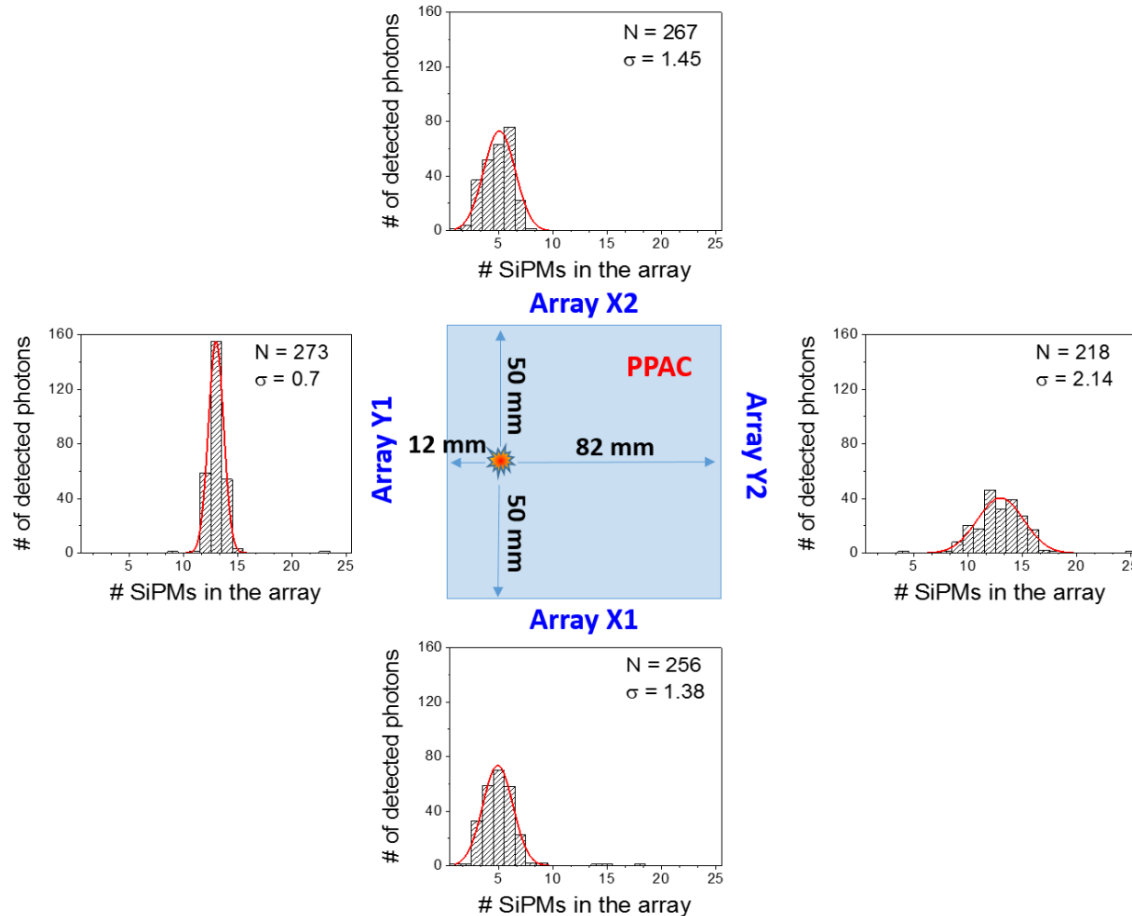 160
120
80
40
0
# of detected photons
N = 267
σ = 1.45
5
10
15
20
25
# SiPMs in the array
Array X2
160
120
80
40
0
# of detected photons
N = 273
σ = 0.7
5
10
15
20
25
# SiPMs in the array
Array Y1
PPAC
50 mm
12 mm
82 mm
50 mm
Array Y2
Array X1
160
120
80
40
0
# of detected photons
N = 218
σ = 2.14
5
10
15
20
25
# SiPMs in the array
160
120
80
40
0
# of detected photons
N = 256
σ = 1.38
5
10
15
20
25
# SiPMs in the array